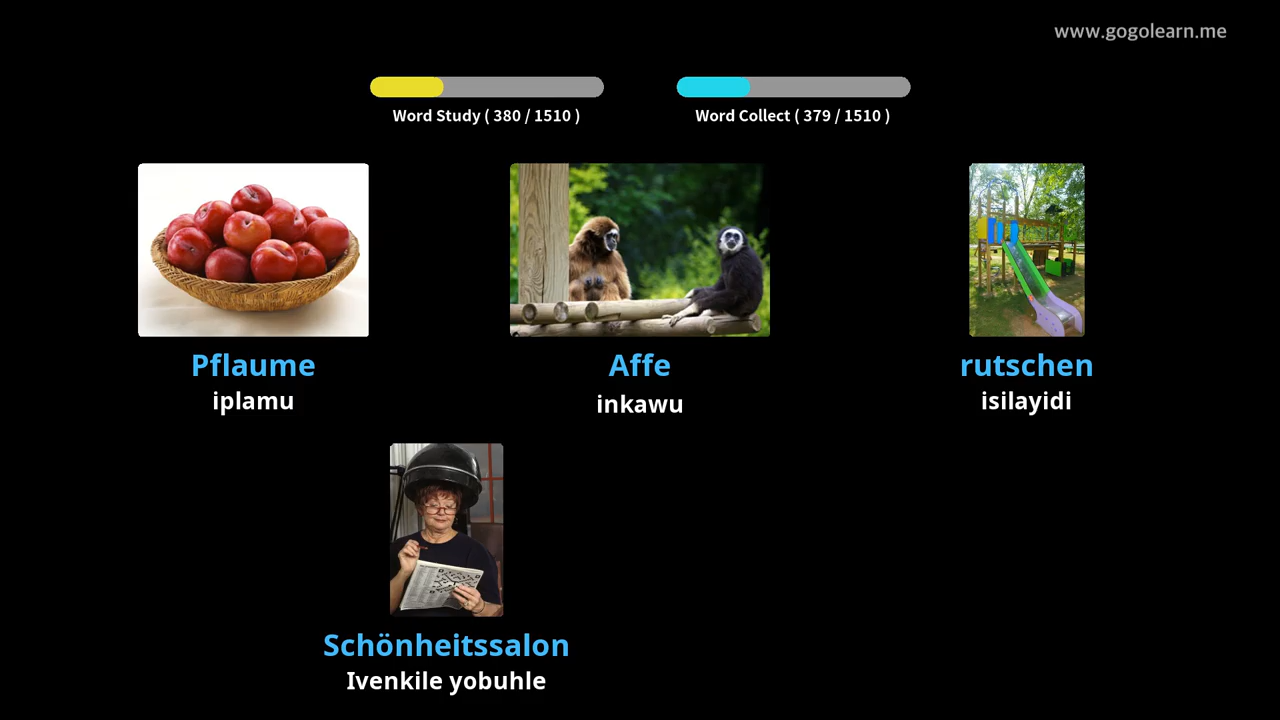 www.gogolearn.me
Word Study ( 380 / 1510 )
Word Collect ( 379 / 1510 )
Pflaume
iplamu
Affe
inkawu
rutschen
isilayidi
Schönheitssalon
Ivenkile yobuhle